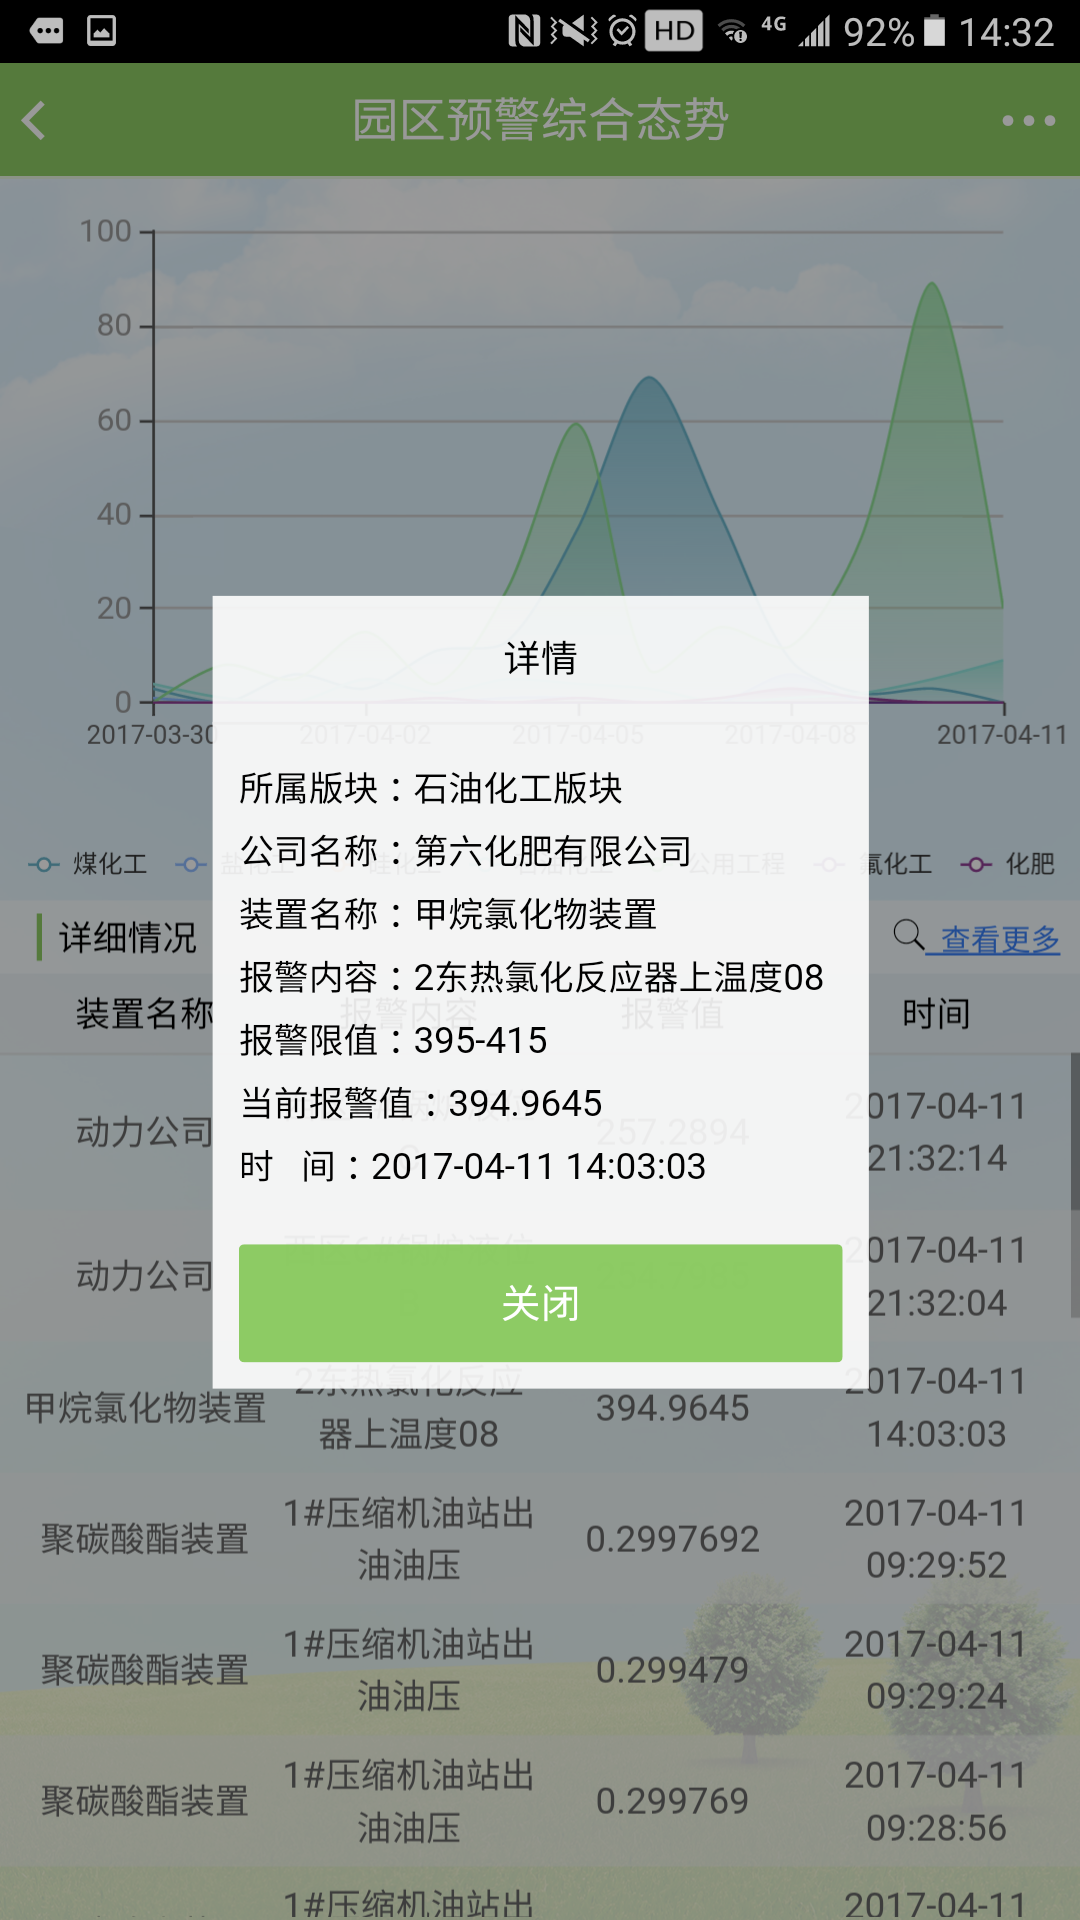 HD 4G 92% 14:32
园区预警综合态势
100
80
60
40
20
0
2017-03-30 2017-04-02 2017-04-05 2017-04-08 2017-04-11
煤化工 盐化工 硅化工 石油化工 公用工程 氟化工 化肥
详细情况 查看更多
装置名称 报警内容 报警值 时间
详情
所属版块：石油化工版块
公司名称：第六化肥有限公司
装置名称：甲烷氯化物装置
报警内容：2东热氯化反应器上温度08
报警限值：395-415
当前报警值：394.9645
时 间：2017-04-11 14:03:03
关闭
动力公司 257.2894 2017-04-11
21:32:14
动力公司 2017-04-11
21:32:04
甲烷氯化物装置 2东热氯化反应
器上温度08 394.9645 2017-04-11
14:03:03
聚碳酸酯装置 1#压缩机油站出
油油压 0.2997692 2017-04-11
09:29:52
聚碳酸酯装置 1#压缩机油站出
油油压 0.299479 2017-04-11
09:29:24
聚碳酸酯装置 1#压缩机油站出
油油压 0.299769 2017-04-11
09:28:56
1#压缩机油站出 2017-04-11